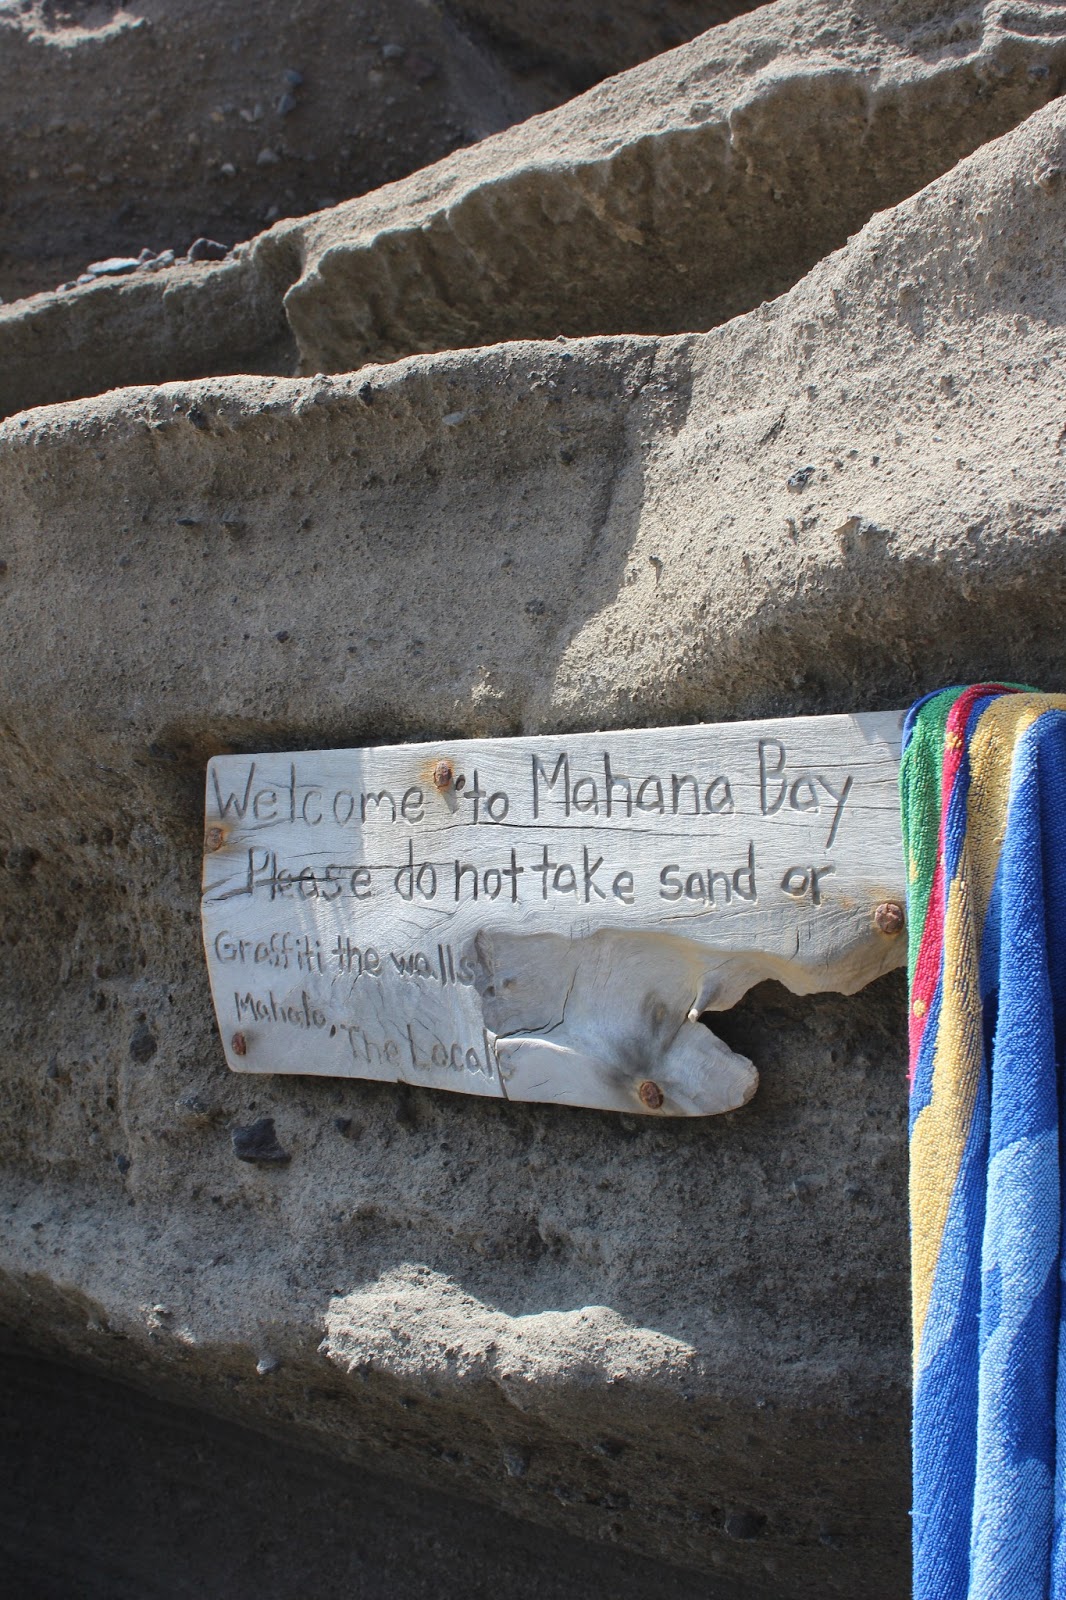 Welcome to Mahana Bay
Please do not take sand or
Graffiti the walls!
Mahalo,
The Locals